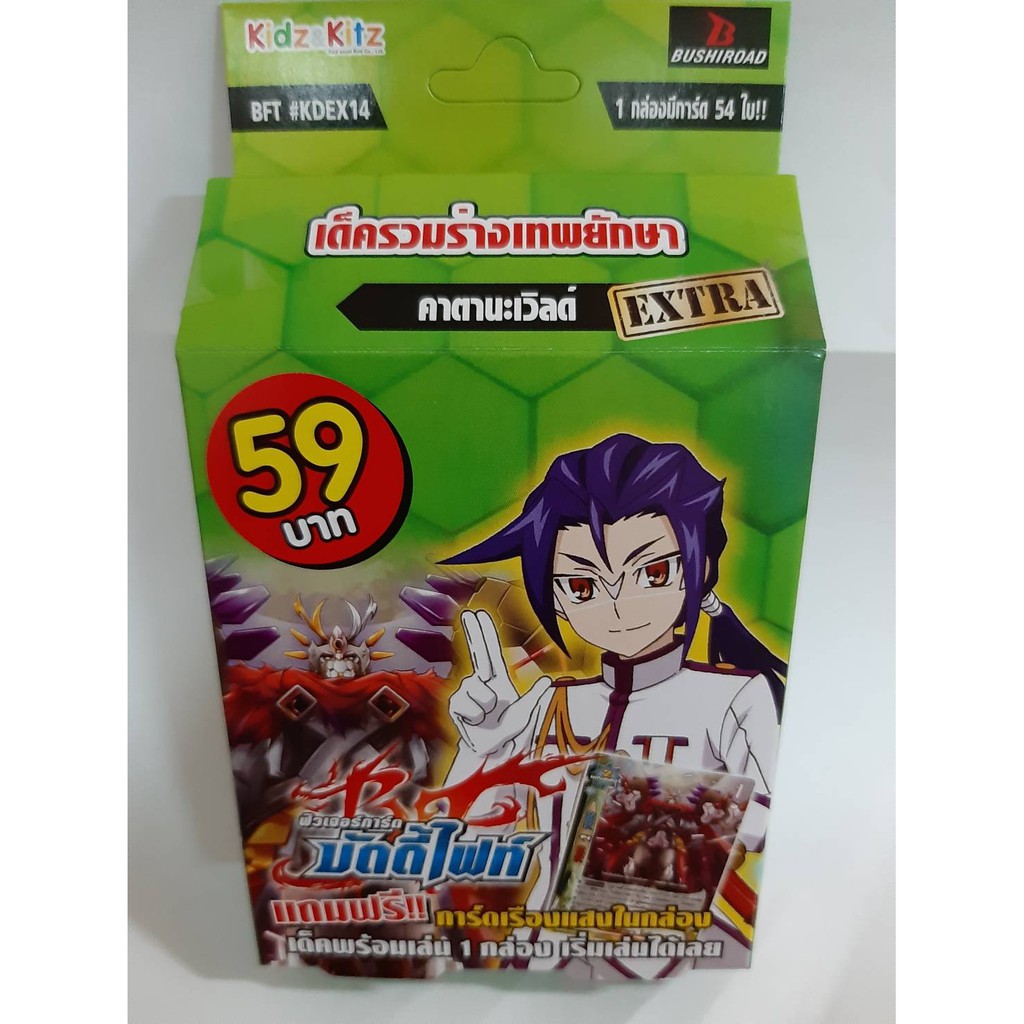 Kidz&Kitz
BUSHIROAD
BFT #KDEX14
1 กล่องมีการ์ด 54 ใบ!!
เด็ครวมร่างเทพยักษา
คาตานะเวิลด์
EXTRA
59
บาท
ฟิวเจอร์การ์ด
บัดดี้ไฟท์
แถมฟรี!! การ์ดเรืองแสงในกล่อง
เด็คพร้อมเล่น 1 กล่อง เริ่มเล่นได้เลย